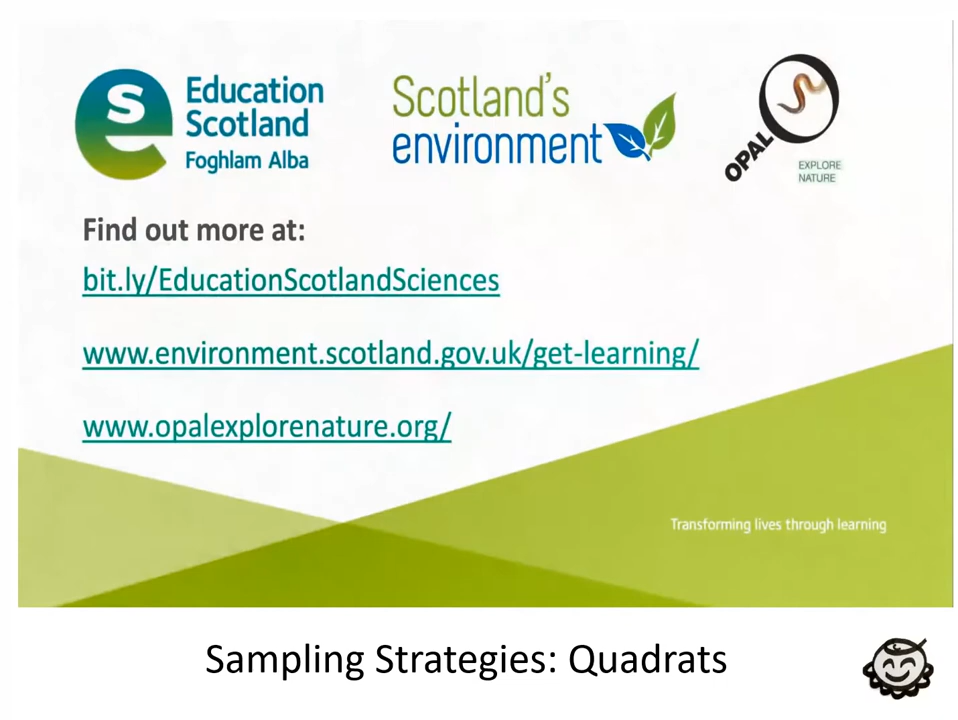 Education
Scotland
Foghlam Alba
Scotland's
environment
OPAL
EXPLORE
NATURE
Find out more at:
bit.ly/EducationScotlandSciences
www.environment.scotland.gov.uk/get-learning/
www.opalexplorenature.org/
Transforming lives through learning
Sampling Strategies: Quadrats